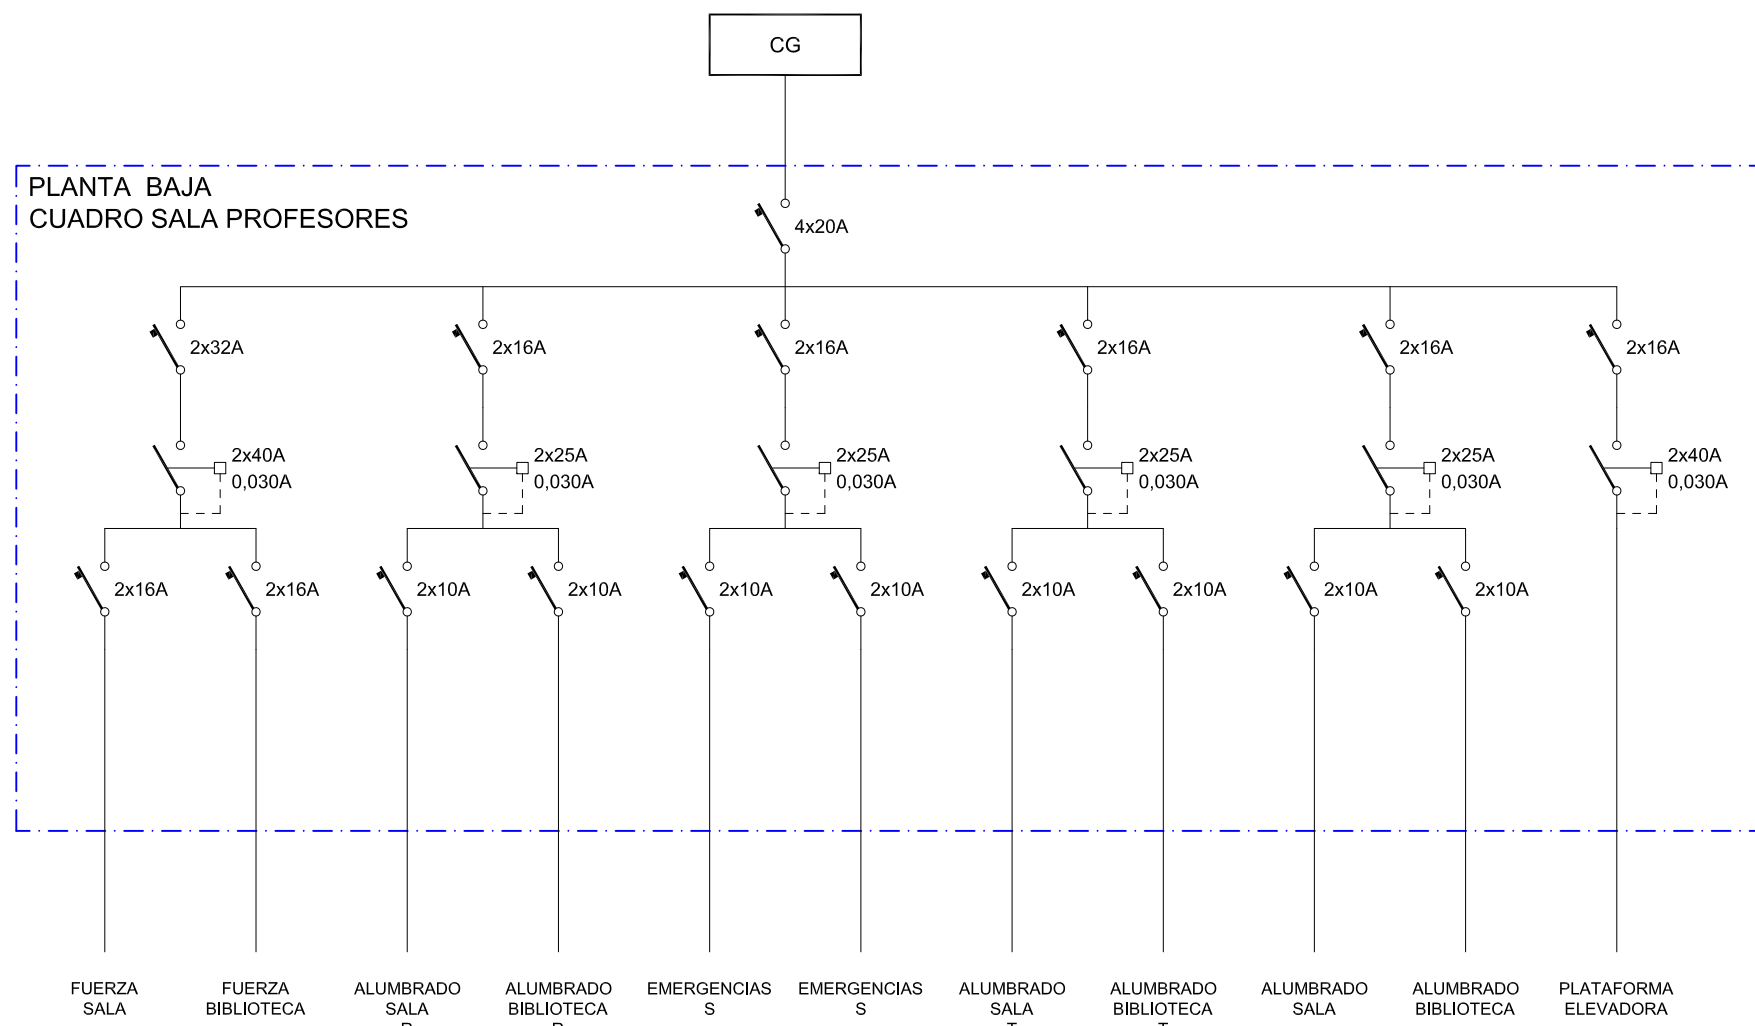 CG
PLANTA BAJA
CUADRO SALA PROFESORES
4x20A
2x32A
2x16A
2x16A
2x16A
2x16A
2x16A
2x40A
0,030A
2x25A
0,030A
2x25A
0,030A
2x25A
0,030A
2x25A
0,030A
2x40A
0,030A
2x16A
2x16A
2x10A
2x10A
2x10A
2x10A
2x10A
2x10A
2x10A
2x10A
FUERZA
SALA
FUERZA
BIBLIOTECA
ALUMBRADO
SALA
ALUMBRADO
BIBLIOTECA
EMERGENCIAS
S
EMERGENCIAS
S
ALUMBRADO
SALA
ALUMBRADO
BIBLIOTECA
ALUMBRADO
SALA
ALUMBRADO
BIBLIOTECA
PLATAFORMA
ELEVADORA